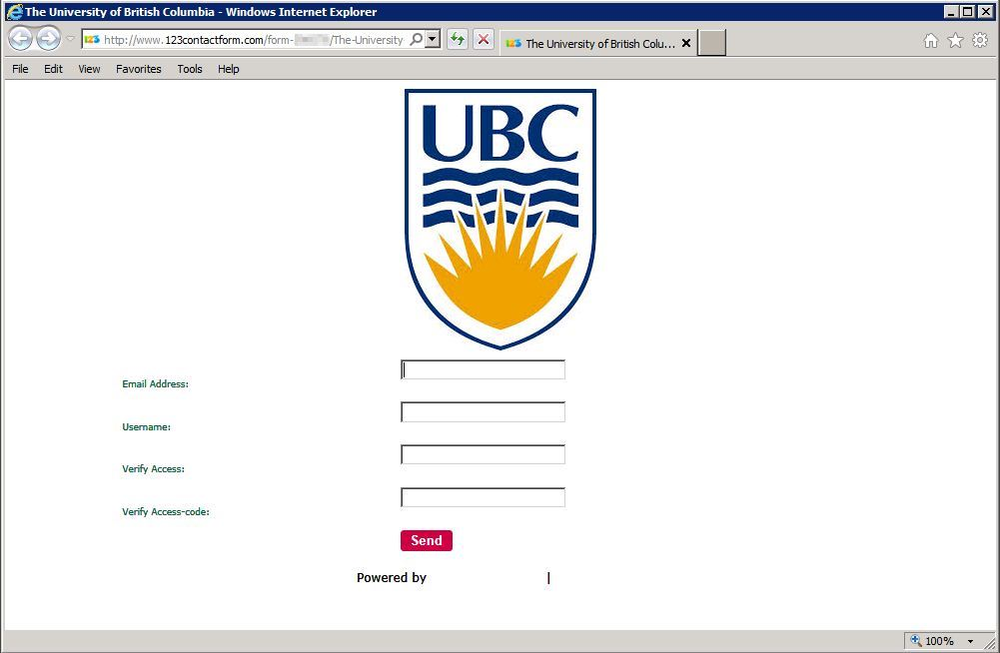 The University of British Columbia - Windows Internet Explorer
http://www.123contactform.com/form- /The-University
123 The University of British Colu...
File Edit View Favorites Tools Help
UBC
Email Address:
Username:
Verify Access:
Verify Access-code:
Send
Powered by |
100%